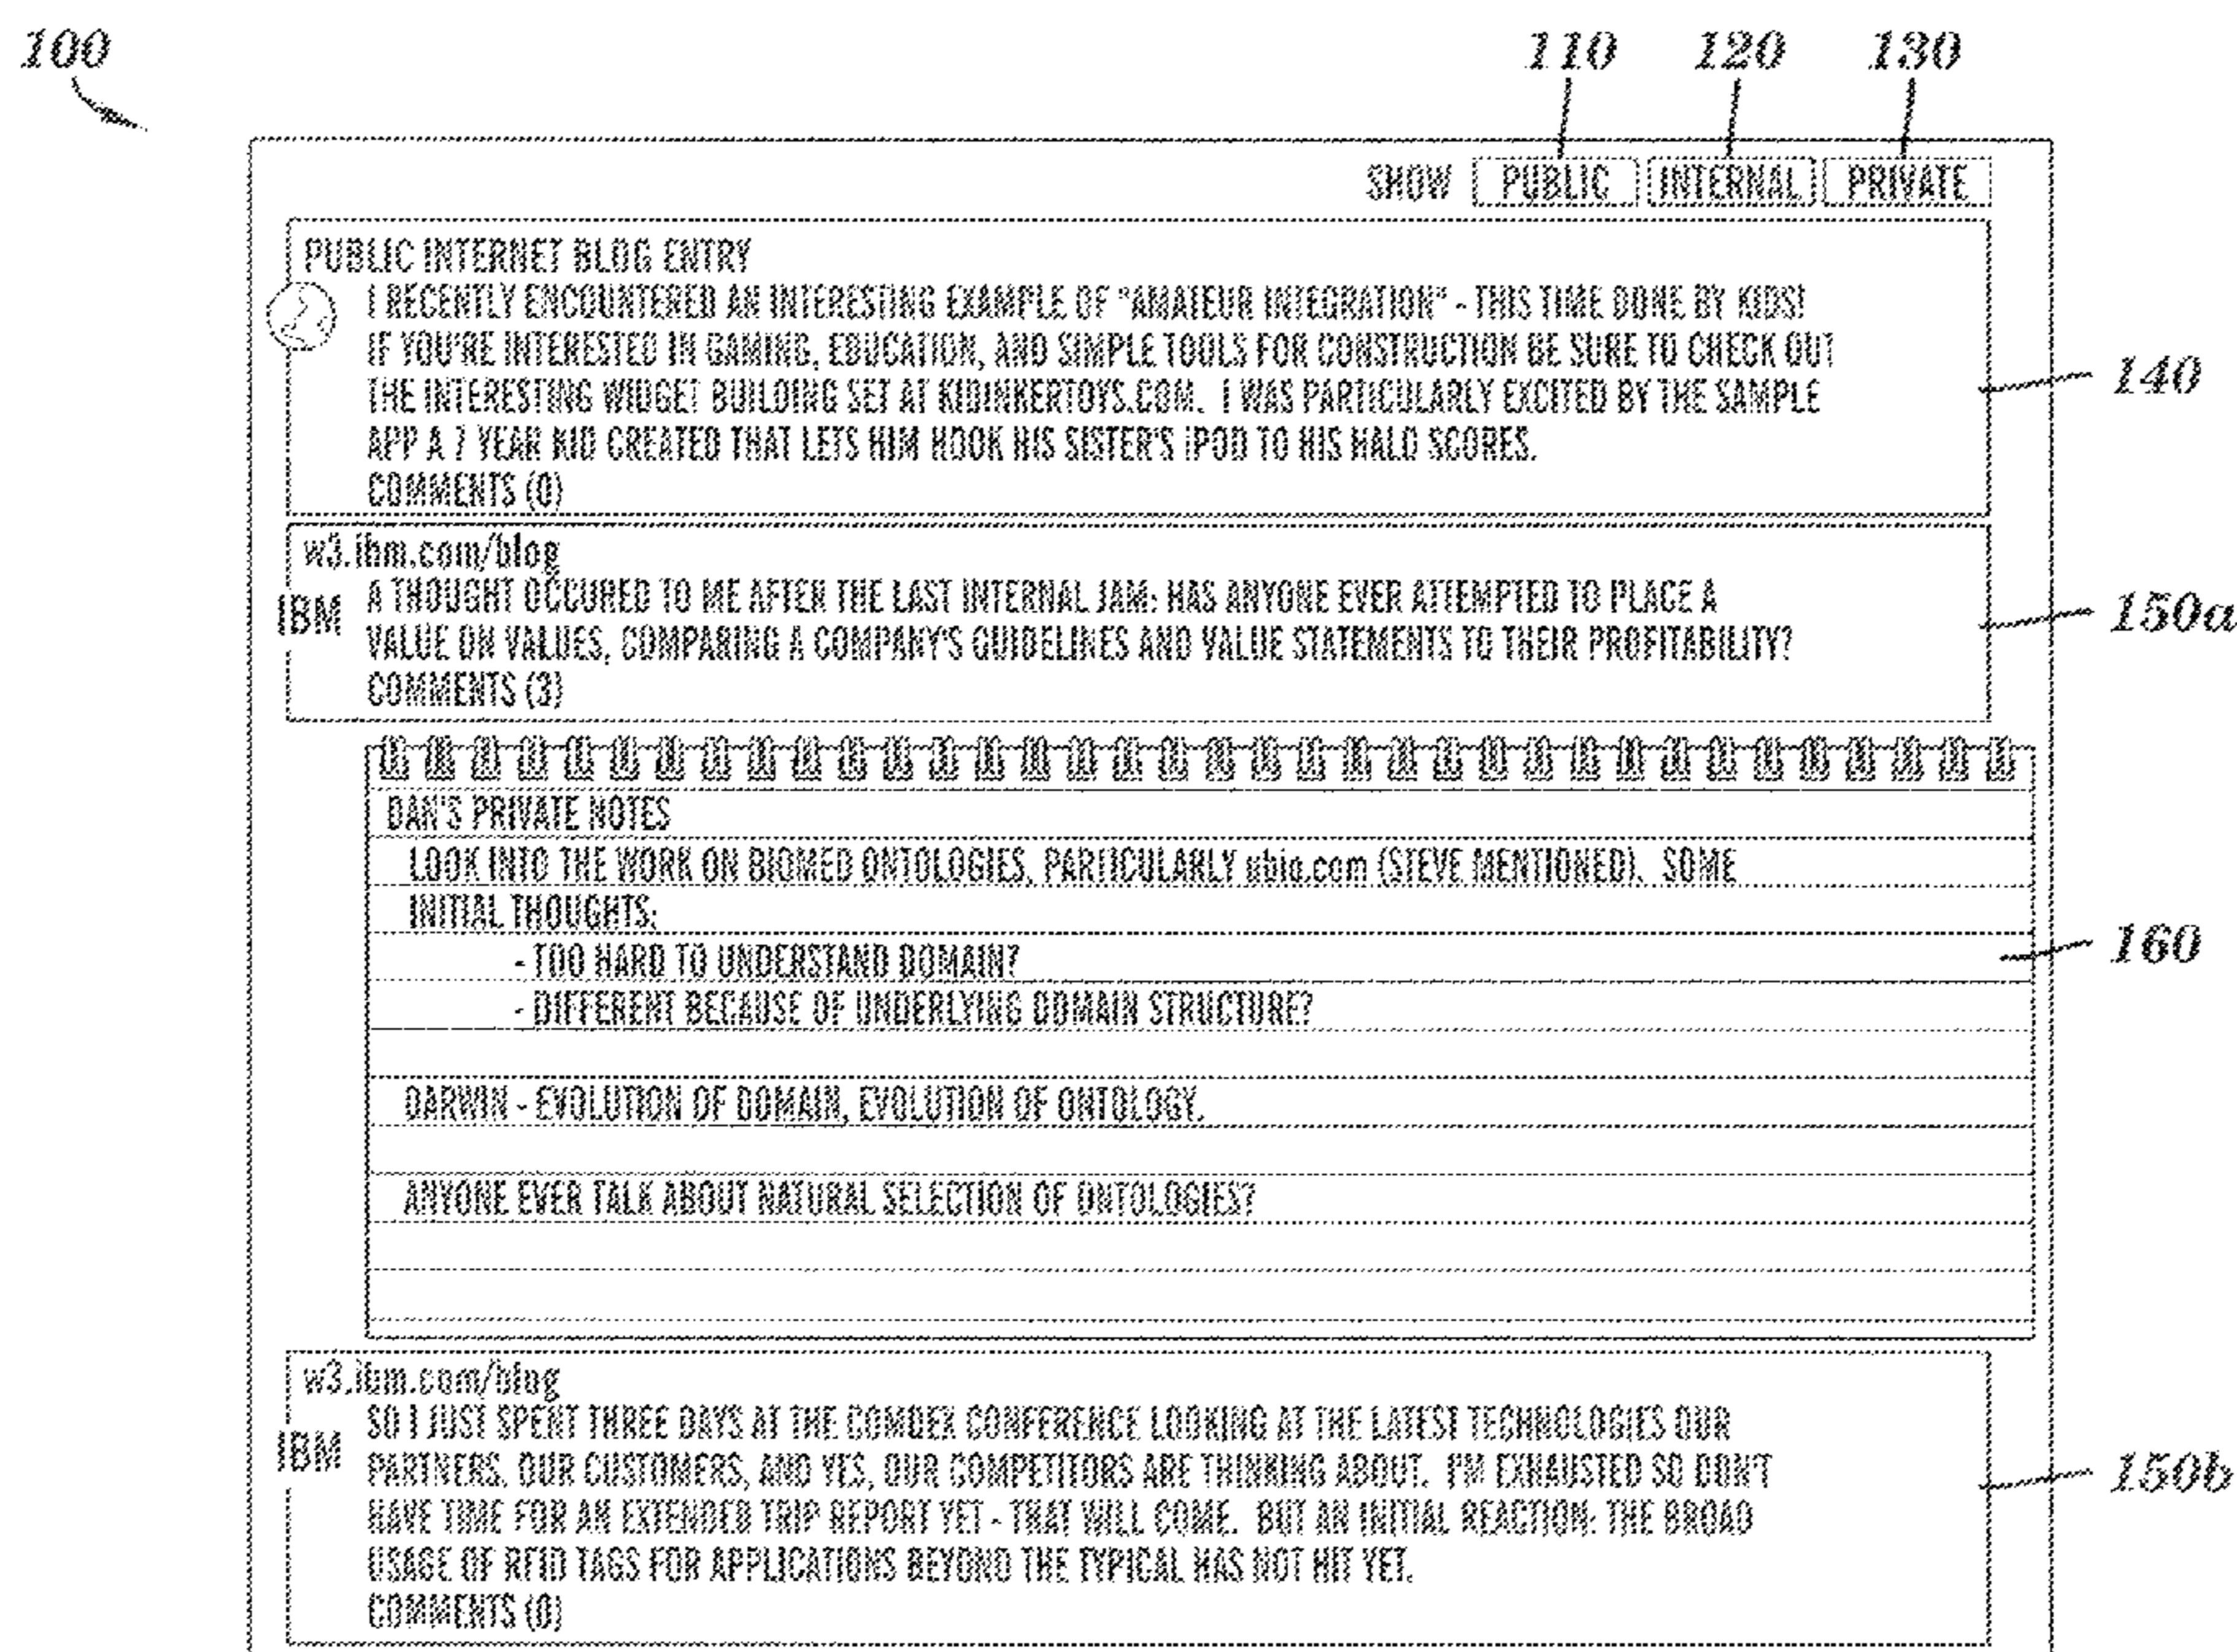 100
110 120 130
SHOW PUBLIC INTERNAL PRIVATE
PUBLIC INTERNET BLOG ENTRY
I RECENTLY ENCOUNTERED AN INTERESTING EXAMPLE OF "AMATEUR INTEGRATION" - THIS TIME DONE BY KIDS!
IF YOU'RE INTERESTED IN GAMING, EDUCATION, AND SIMPLE TOOLS FOR CONSTRUCTION BE SURE TO CHECK OUT
THE INTERESTING WIDGET BUILDING SET AT KIDINKERTOYS.COM. I WAS PARTICULARLY EXCITED BY THE SAMPLE
APP A 7 YEAR KID CREATED THAT LETS HIM HOOK HIS SISTER'S iPOD TO HIS HALO SCORES.
COMMENTS (0)
140
w3.ibm.com/blog
IBM
A THOUGHT OCCURED TO ME AFTER THE LAST INTERNAL JAM: HAS ANYONE EVER ATTEMPTED TO PLACE A
VALUE ON VALUES, COMPARING A COMPANY'S GUIDELINES AND VALUE STATEMENTS TO THEIR PROFITABILITY?
COMMENTS (3)
150a
DAN'S PRIVATE NOTES
LOOK INTO THE WORK ON BIOMED ONTOLOGIES, PARTICULARLY (STEVE MENTIONED). SOME
INITIAL THOUGHTS:
- TOO HARD TO UNDERSTAND DOMAIN?
- DIFFERENT BECAUSE OF UNDERLYING DOMAIN STRUCTURE?
DARWIN - EVOLUTION OF DOMAIN, EVOLUTION OF ONTOLOGY.
ANYONE EVER TALK ABOUT NATURAL SELECTION OF ONTOLOGIES?
160
w3.ibm.com/blog
IBM
SO I JUST SPENT THREE DAYS AT THE COMDEX CONFERENCE LOOKING AT THE LATEST TECHNOLOGIES OUR
PARTNERS, OUR CUSTOMERS, AND YES, OUR COMPETITORS ARE THINKING ABOUT. I'M EXHAUSTED SO DON'T
HAVE TIME FOR AN EXTENDED TRIP REPORT YET - THAT WILL COME. BUT AN INITIAL REACTION: THE BROAD
USAGE OF RFID TAGS FOR APPLICATIONS BEYOND THE TYPICAL HAS NOT HIT YET.
COMMENTS (0)
150b